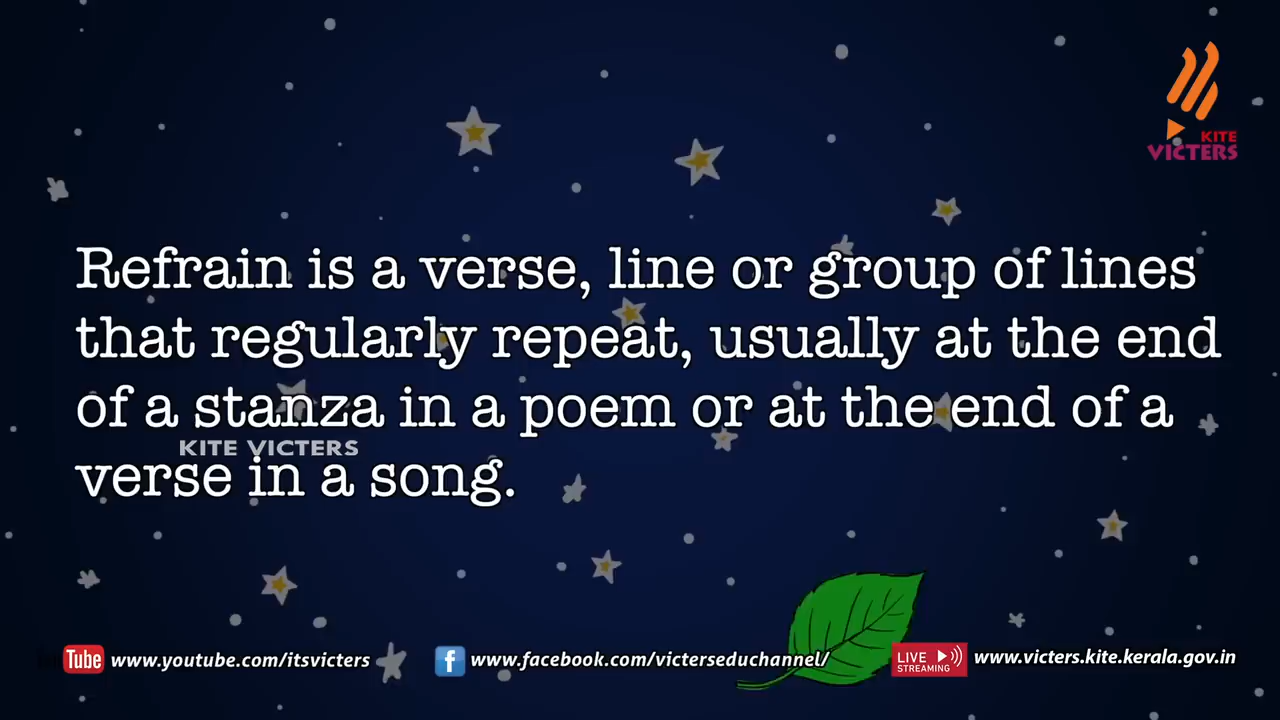 KITE
VICTERS
Refrain is a verse, line or group of lines
that regularly repeat, usually at the end
of a stanza in a poem or at the end of a
KITE VICTERS
verse in a song.
Tube www.youtube.com/itsvicters
f www.facebook.com/victerseduchannel/
LIVE
STREAMING
www.victers.kite.kerala.gov.in